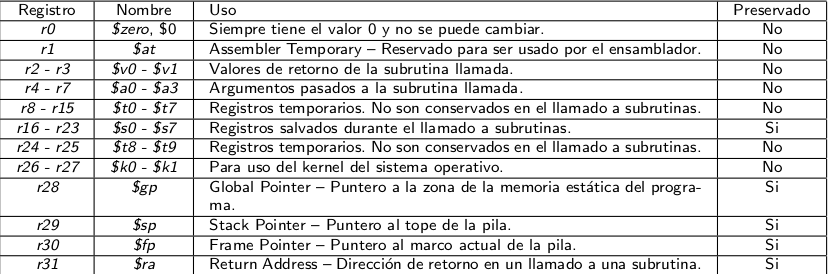 Registro Nombre Uso Preservado
r0 $zero, $0 Siempre tiene el valor 0 y no se puede cambiar. No
r1 $at Assembler Temporary – Reservado para ser usado por el ensamblador. No
r2 - r3 $v0 - $v1 Valores de retorno de la subrutina llamada. No
r4 - r7 $a0 - $a3 Argumentos pasados a la subrutina llamada. No
r8 - r15 $t0 - $t7 Registros temporarios. No son conservados en el llamado a subrutinas. No
r16 - r23 $s0 - $s7 Registros salvados durante el llamado a subrutinas. Si
r24 - r25 $t8 - $t9 Registros temporarios. No son conservados en el llamado a subrutinas. No
r26 - r27 $k0 - $k1 Para uso del kernel del sistema operativo. No
r28 $gp Global Pointer – Puntero a la zona de la memoria estática del progra- Si
ma.
r29 $sp Stack Pointer – Puntero al tope de la pila. Si
r30 $fp Frame Pointer – Puntero al marco actual de la pila. Si
r31 $ra Return Address – Dirección de retorno en un llamado a una subrutina. Si